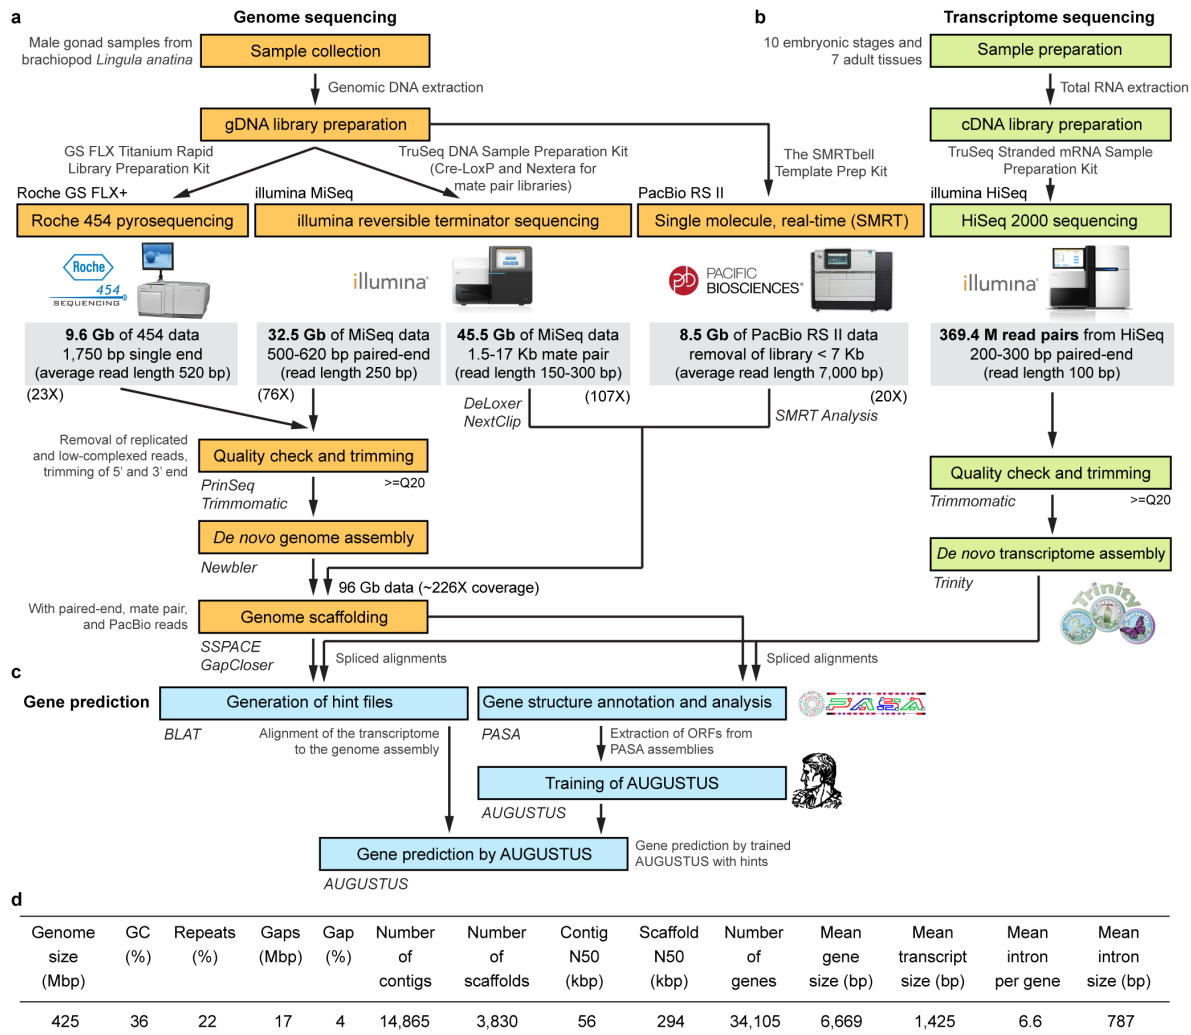 a
Genome sequencing
Male gonad samples from
brachiopod Lingula anatina
Sample collection
Genomic DNA extraction
gDNA library preparation
GS FLX Titanium Rapid
Library Preparation Kit
TruSeq DNA Sample Preparation Kit
(Cre-LoxP and Nextera for
mate pair libraries)
The SMRTbell
Template Prep Kit
Roche GS FLX+
illumina MiSeq
PacBio RS II
Roche 454 pyrosequencing
illumina reversible terminator sequencing
Single molecule, real-time (SMRT)
Roche
454
SEQUENCING
illumina®
PACIFIC
BIOSCIENCES®
9.6 Gb of 454 data
1,750 bp single end
(average read length 520 bp)
(23X)
32.5 Gb of MiSeq data
500-620 bp paired-end
(read length 250 bp)
(76X)
45.5 Gb of MiSeq data
1.5-17 Kb mate pair
(read length 150-300 bp)
(107X)
DeLoxer
NextClip
8.5 Gb of PacBio RS II data
removal of library < 7 Kb
(average read length 7,000 bp)
(20X)
SMRT Analysis
Removal of replicated
and low-complexed reads,
trimming of 5' and 3' end
Quality check and trimming
PrinSeq
Trimmomatic
>=Q20
De novo genome assembly
Newbler
96 Gb data (~226X coverage)
With paired-end, mate pair,
and PacBio reads
Genome scaffolding
SSPACE
GapCloser
b
Transcriptome sequencing
10 embryonic stages and
7 adult tissues
Sample preparation
Total RNA extraction
cDNA library preparation
TruSeq Stranded mRNA Sample
Preparation Kit
illumina HiSeq
HiSeq 2000 sequencing
illumina®
369.4 M read pairs from HiSeq
200-300 bp paired-end
(read length 100 bp)
Quality check and trimming
Trimmomatic
>=Q20
De novo transcriptome assembly
Trinity
Trinity
Spliced alignments
Spliced alignments
c
Gene prediction
Generation of hint files
BLAT
Alignment of the transcriptome
to the genome assembly
Gene structure annotation and analysis
PASA
PASA
Extraction of ORFs from
PASA assemblies
Training of AUGUSTUS
AUGUSTUS
Gene prediction by AUGUSTUS
AUGUSTUS
Gene prediction by trained
AUGUSTUS with hints
d
Genome size (Mbp) GC (%) Repeats (%) Gaps (Mbp) Gap (%) Number of contigs Number of scaffolds Contig N50 (kbp) Scaffold N50 (kbp) Number of genes Mean gene size (bp) Mean transcript size (bp) Mean intron per gene Mean intron size (bp)
425 36 22 17 4 14,865 3,830 56 294 34,105 6,669 1,425 6.6 787